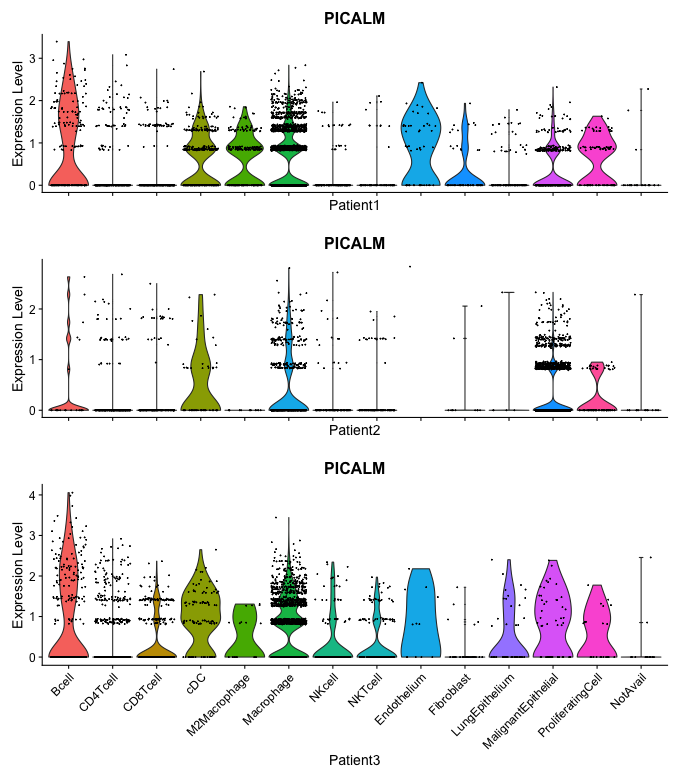 PICALM
Expression Level
3
2
1
0
Patient1
PICALM
Expression Level
2
1
0
Patient2
PICALM
Expression Level
4
3
2
1
0
Bcell
CD4Tcell
CD8Tcell
cDC
M2Macrophage
Macrophage
NKcell
NKTcell
Endothelium
Fibroblast
LungEpithelium
MalignantEpithelial
ProliferatingCell
NotAvail
Patient3